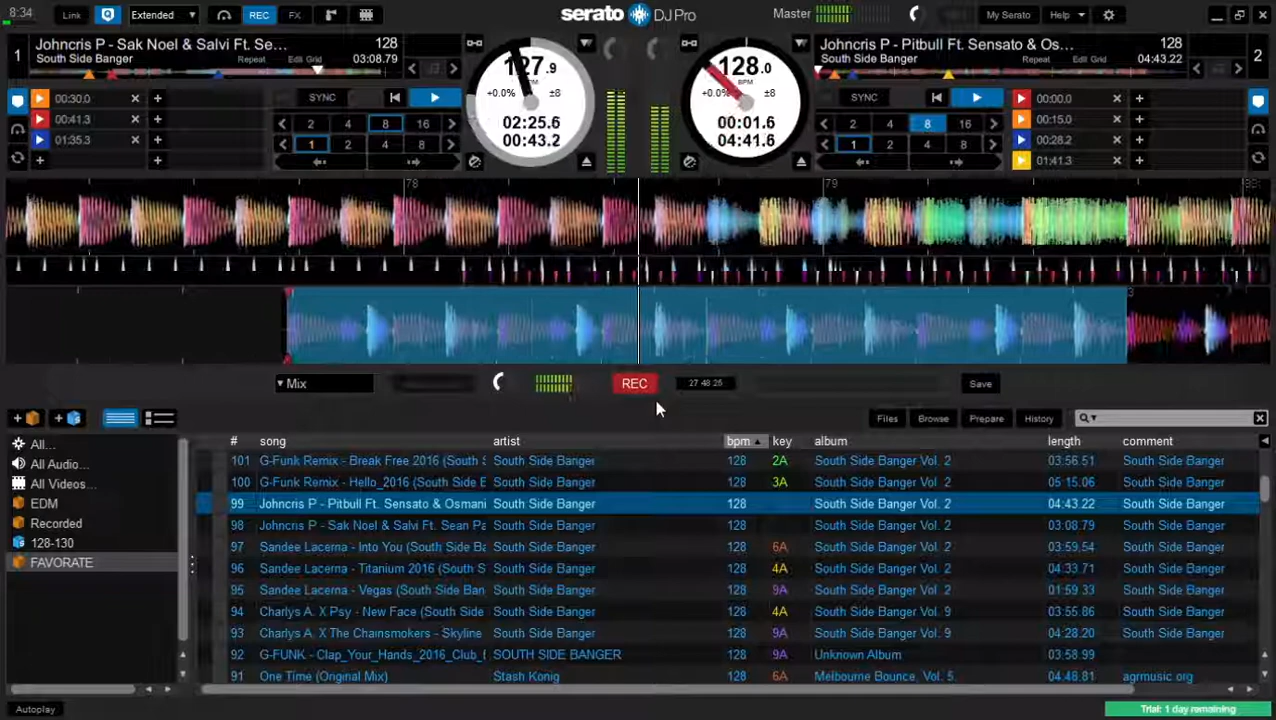 8:34 Link Extended REC FX serato DJ Pro Master My Serato Help
1 Johncris P - Sak Noel & Salvi Ft. Se... 128
South Side Banger Repeat Edit Grid 03:08.79
127.9
BPM
+0.0% ±8
02:25.6
00:43.2
128.0
BPM
+0.0% ±8
00:01.6
04:41.6
Johncris P - Pitbull Ft. Sensato & Os... 128 2
South Side Banger Repeat Edit Grid 04:43.22
00:30.0
00:41.3
01:35.3
SYNC
2 4 8 16
1 2 4 8
SYNC
2 4 8 16
1 2 4 8
00:00.0
00:15.0
00:28.2
01:41.3
78 79
3
Mix REC 27 48 25 Save
Files Browse Prepare History
All...
All Audio...
All Videos...
EDM
Recorded
128-130
FAVORATE
# song artist bpm key album length comment
101 G-Funk Remix - Break Free 2016 (South S South Side Banger 128 2A South Side Banger Vol. 2 03:56.51 South Side Banger
100 G-Funk Remix - Hello_2016 (South Side E South Side Banger 128 3A South Side Banger Vol. 2 05:15.06 South Side Banger
99 Johncris P - Pitbull Ft. Sensato & Osmani South Side Banger 128 South Side Banger Vol. 2 04:43.22 South Side Banger
98 Johncris P - Sak Noel & Salvi Ft. Sean Pa South Side Banger 128 South Side Banger Vol. 2 03:08.79 South Side Banger
97 Sandee Lacerna - Into You (South Side Ba South Side Banger 128 6A South Side Banger Vol. 2 03:59.54 South Side Banger
96 Sandee Lacerna - Titanium 2016 (South S South Side Banger 128 4A South Side Banger Vol. 2 04:33.71 South Side Banger
95 Sandee Lacerna - Vegas (South Side Ban South Side Banger 128 9A South Side Banger Vol. 2 01:59.33 South Side Banger
94 Charlys A. X Psy - New Face (South Side South Side Banger 128 4A South Side Banger Vol. 9 03:55.86 South Side Banger
93 Charlys A. X The Chainsmokers - Skyline South Side Banger 128 9A South Side Banger Vol. 9 04:28.20 South Side Banger
92 G-FUNK - Clap_Your_Hands_2016_Club_ SOUTH SIDE BANGER 128 9A Unknown Album 03:58.99
91 One Time (Original Mix) Stash Konig 128 6A Melbourne Bounce, Vol. 5. 04:48.81 agrmusic org
Autoplay Trial: 1 day remaining